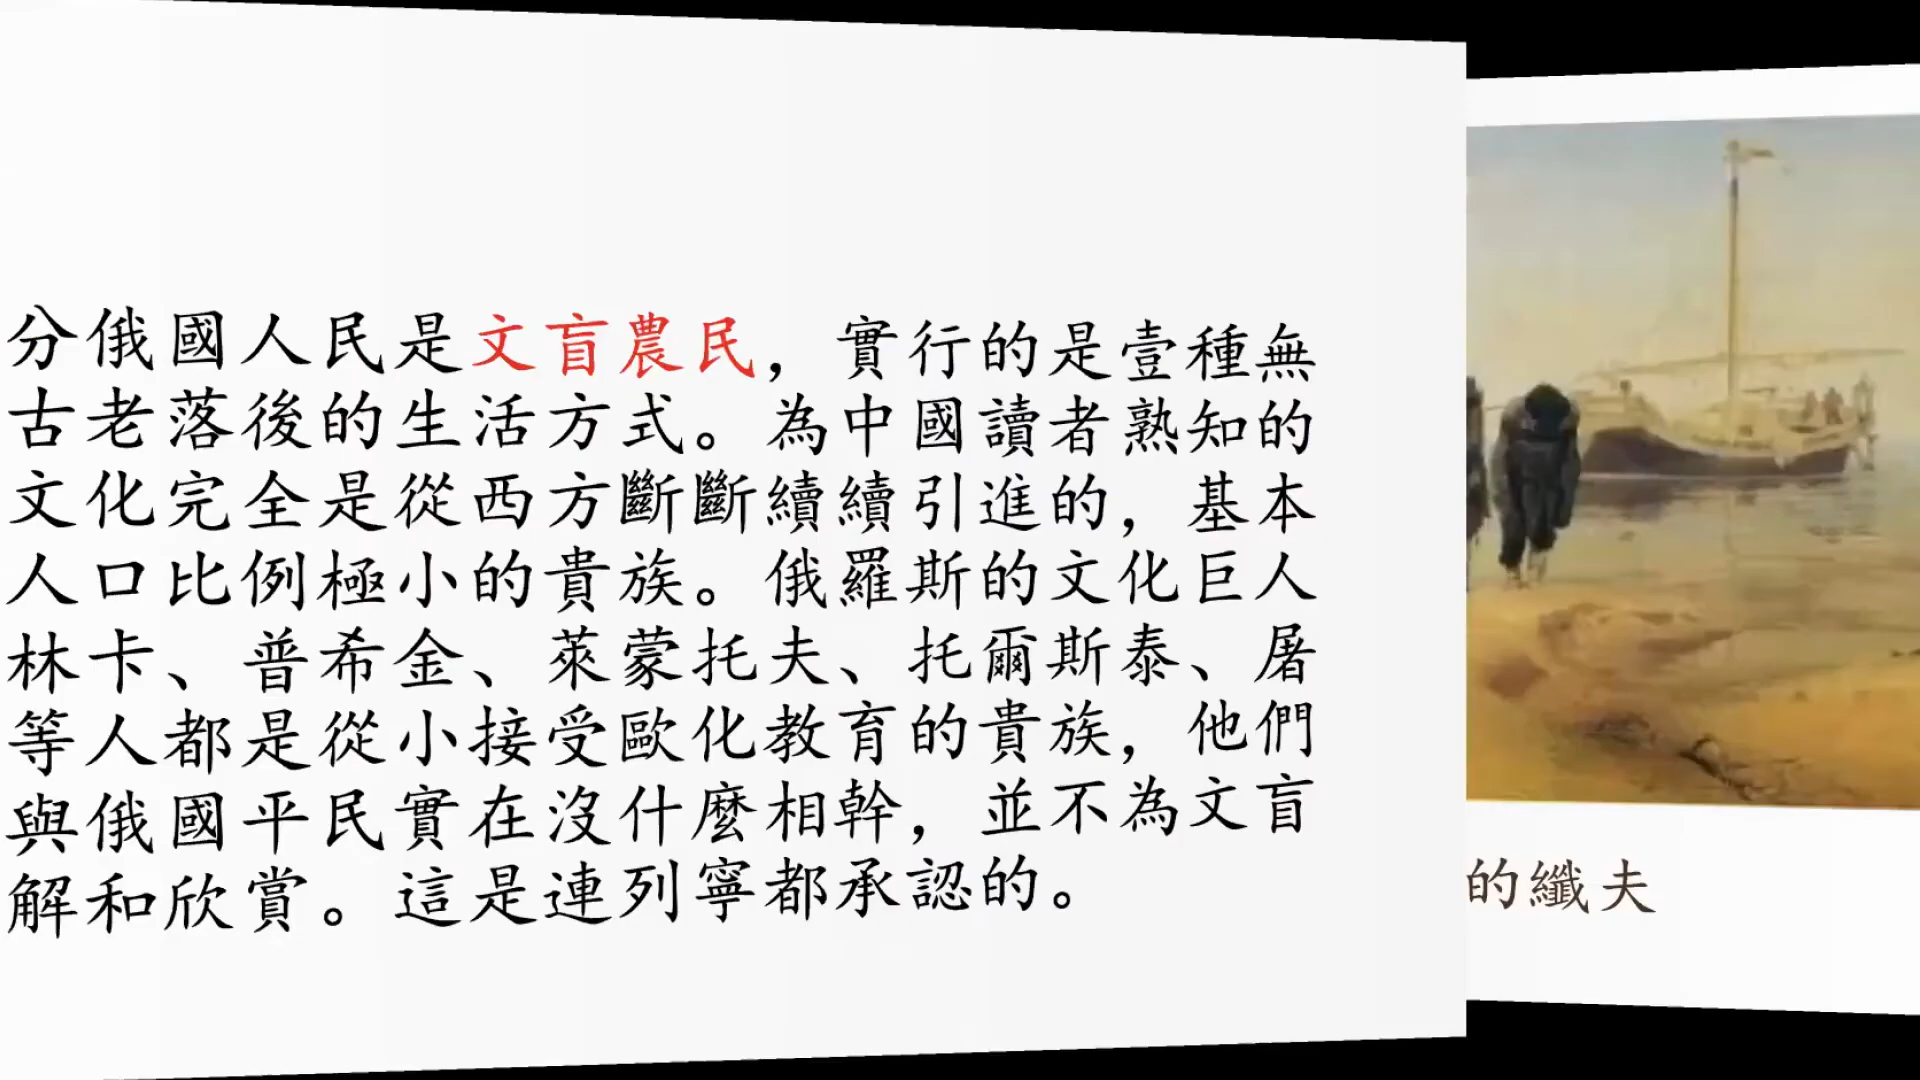 分俄國人民是文盲農民，實行的是壹種無
古老落後的生活方式。為中國讀者熟知的
文化完全是從西方斷斷續續引進的，基本
人口比例極小的貴族。俄羅斯的文化巨人
林卡、普希金、萊蒙托夫、托爾斯泰、屠
等人都是從小接受歐化教育的貴族，他們
與俄國平民實在沒什麼相幹，並不為文盲
解和欣賞。這是連列寧都承認的。
的纖夫